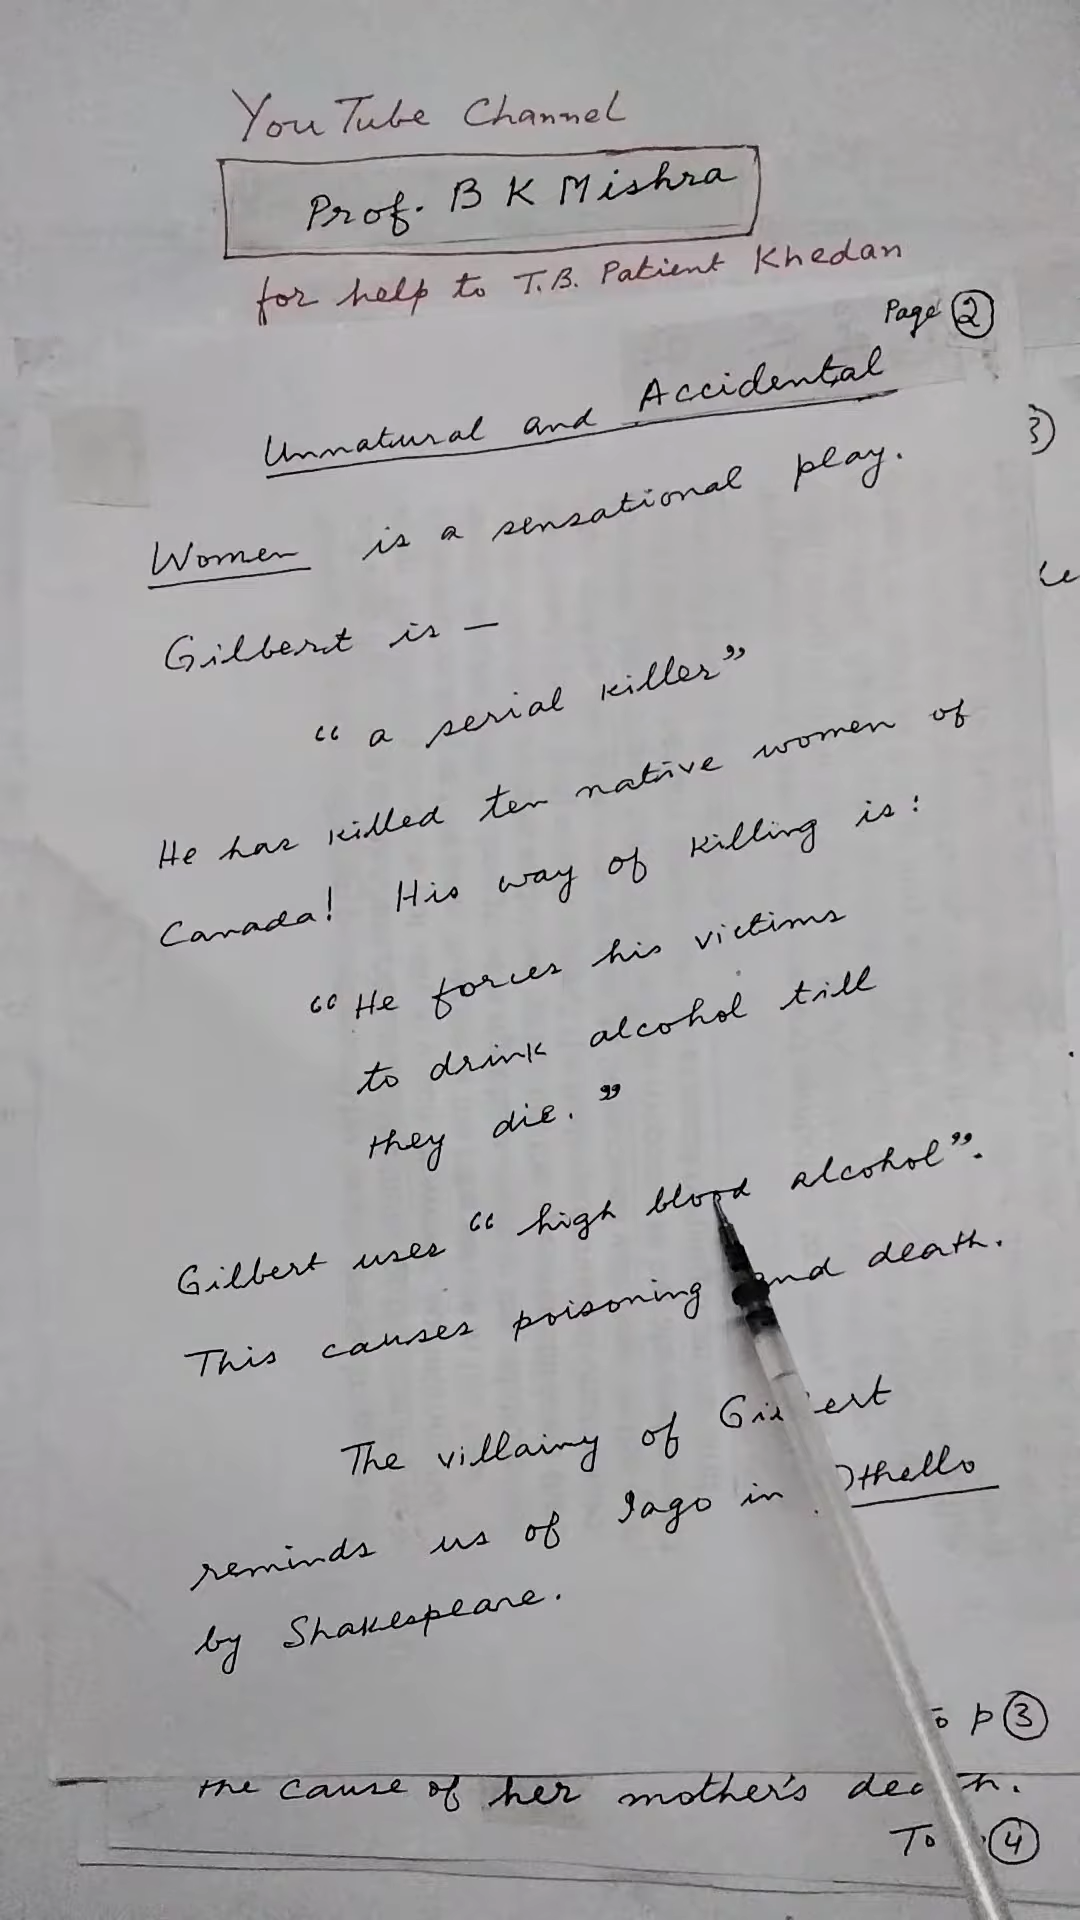 YouTube Channel
Prof. B K Mishra
for help to T.B. Patient Khedan
Page 2
Unnatural and Accidental
Women is a sensational play.
Gilbert is —
“a serial killer”
He has killed ten native women of
Canada! His way of killing is:
“He forces his victims
to drink alcohol till
they die.”
Gilbert uses “high blood alcohol”.
This causes poisoning and death.
The villainy of Gilbert
reminds us of Iago in Othello
by Shakespeare.
p 3
the cause of her mother's death.
To 4